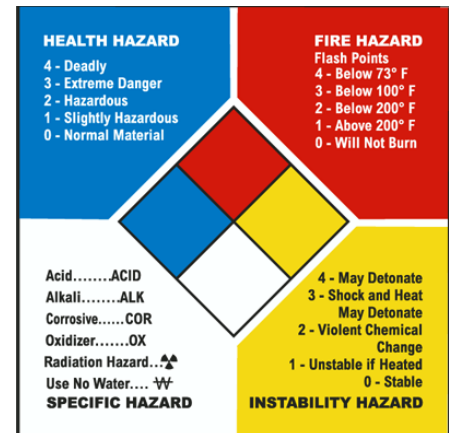 HEALTH HAZARD
4 - Deadly
3 - Extreme Danger
2 - Hazardous
1 - Slightly Hazardous
0 - Normal Material
FIRE HAZARD
Flash Points
4 - Below 73° F
3 - Below 100° F
2 - Below 200° F
1 - Above 200° F
0 - Will Not Burn
Acid........ACID
Alkali........ALK
Corrosive......COR
Oxidizer.......OX
Radiation Hazard...☢
Use No Water.... W̶
SPECIFIC HAZARD
4 - May Detonate
3 - Shock and Heat
May Detonate
2 - Violent Chemical
Change
1 - Unstable if Heated
0 - Stable
INSTABILITY HAZARD